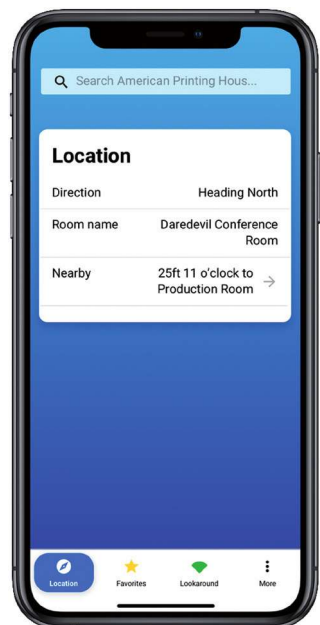 Search American Printing Hous...
Location
Direction Heading North
Room name Daredevil Conference
Room
Nearby 25ft 11 o'clock to
Production Room
Location Favorites Lookaround More